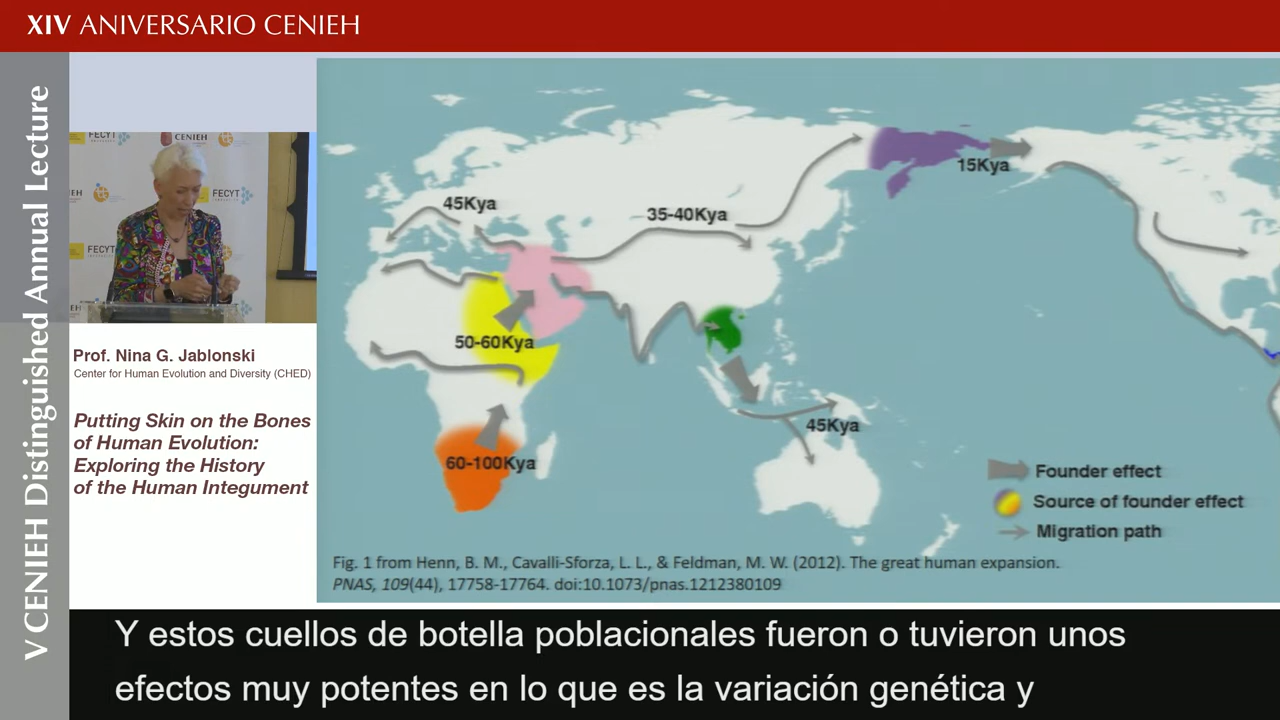 XIV ANIVERSARIO CENIEH
V CENIEH Distinguished Annual Lecture
FECYT
CENIEH
FECYT
FECYT
Prof. Nina G. Jablonski
Center for Human Evolution and Diversity (CHED)
Putting Skin on the Bones
of Human Evolution:
Exploring the History
of the Human Integument
15Kya
45Kya
35-40Kya
50-60Kya
45Kya
60-100Kya
Founder effect
Source of founder effect
Migration path
Fig. 1 from Henn, B. M., Cavalli-Sforza, L. L., & Feldman, M. W. (2012). The great human expansion.
PNAS, 109(44), 17758-17764. doi:10.1073/pnas.1212380109
Y estos cuellos de botella poblacionales fueron o tuvieron unos
efectos muy potentes en lo que es la variación genética y